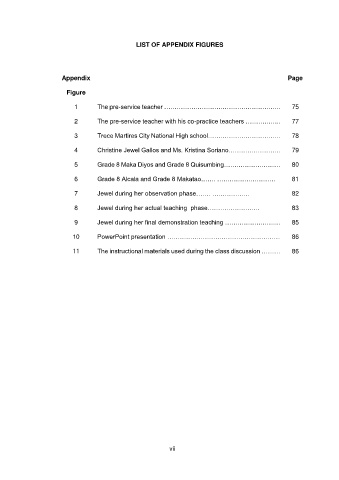 LIST OF APPENDIX FIGURES
Appendix Page
Figure
1 The pre-service teacher ……………………………………………… 75
2 The pre-service teacher with his co-practice teachers …………….. 77
3 Trece Martires City National High school……………………………. 78
4 Christine Jewel Gallos and Ms. Kristina Soriano……………………. 79
5 Grade 8 Maka Diyos and Grade 8 Quisumbing……………………… 80
6 Grade 8 Alcala and Grade 8 Makatao……. ………………………. 81
7 Jewel during her observation phase……. ……………… 82
8 Jewel during her actual teaching phase……………………. 83
9 Jewel during her final demonstration teaching ……………………… 85
10 PowerPoint presentation ……………………………………………… 86
11 The instructional materials used during the class discussion ……… 86
vii